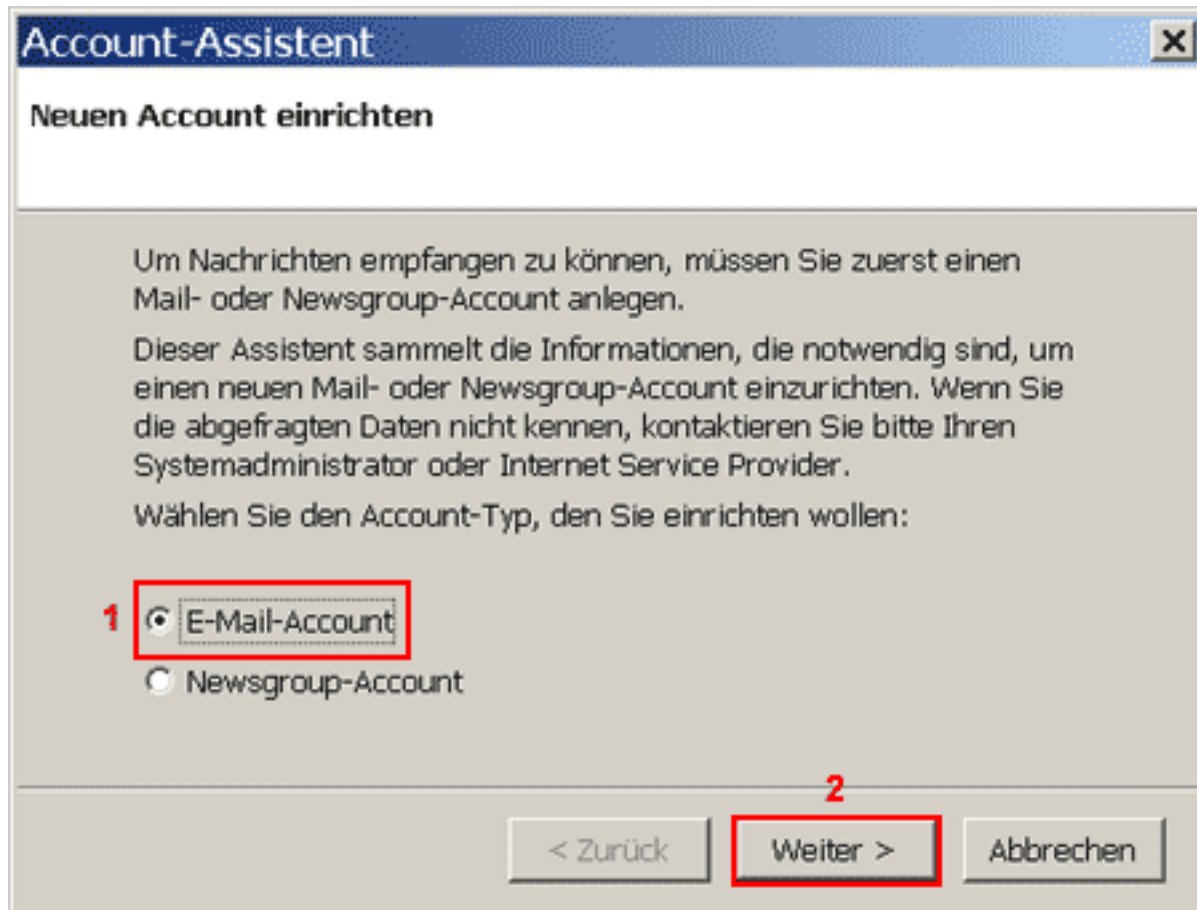 Account-Assistent
Neuen Account einrichten
Um Nachrichten empfangen zu können, müssen Sie zuerst einen
Mail- oder Newsgroup-Account anlegen.
Dieser Assistent sammelt die Informationen, die notwendig sind, um
einen neuen Mail- oder Newsgroup-Account einzurichten. Wenn Sie
die abgefragten Daten nicht kennen, kontaktieren Sie bitte Ihren
Systemadministrator oder Internet Service Provider.
Wählen Sie den Account-Typ, den Sie einrichten wollen:
1 E-Mail-Account
Newsgroup-Account
2
< Zurück Weiter > Abbrechen